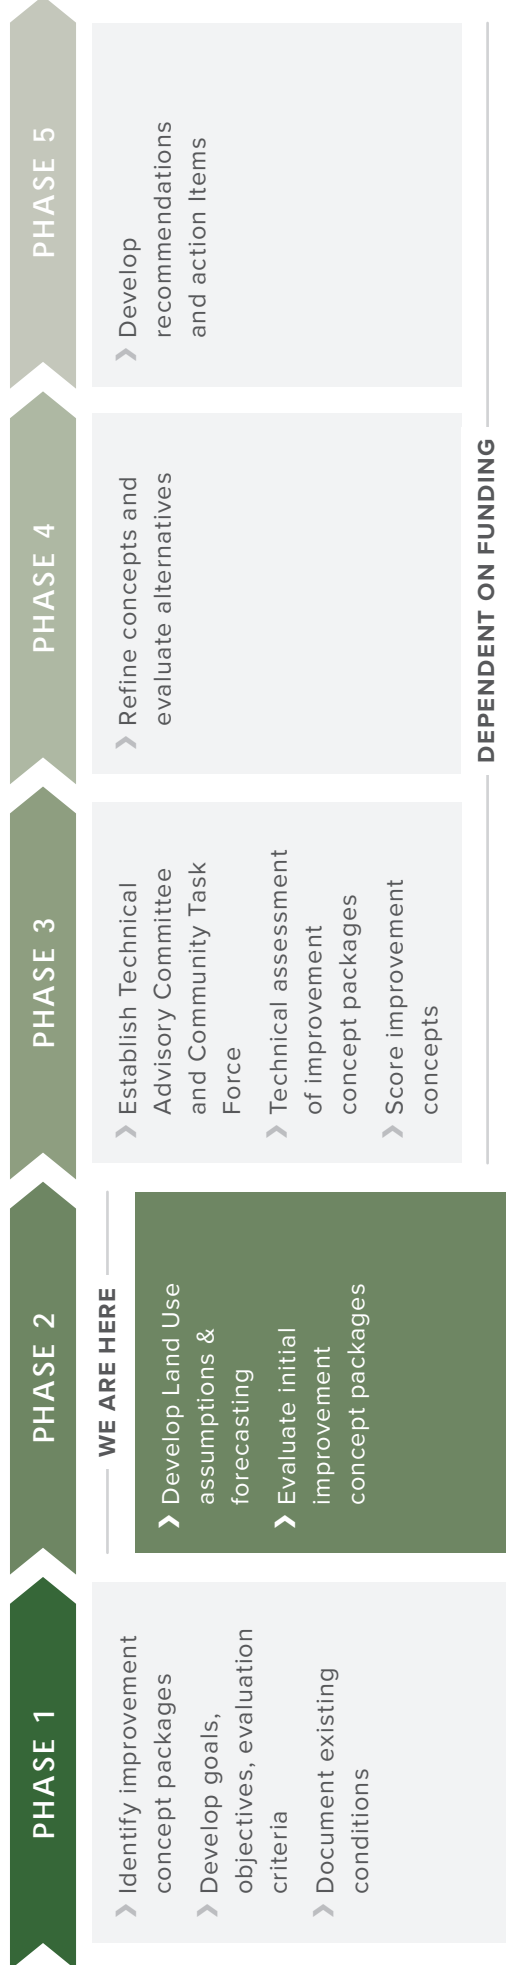 PHASE 1
Identify improvement
concept packages
Develop goals,
objectives, evaluation
criteria
Document existing
conditions
PHASE 2
WE ARE HERE
Develop Land Use
assumptions &
forecasting
Evaluate initial
improvement
concept packages
PHASE 3
Establish Technical
Advisory Committee
and Community Task
Force
Technical assessment
of improvement
concept packages
Score improvement
concepts
PHASE 4
Refine concepts and
evaluate alternatives
PHASE 5
Develop
recommendations
and action Items
DEPENDENT ON FUNDING